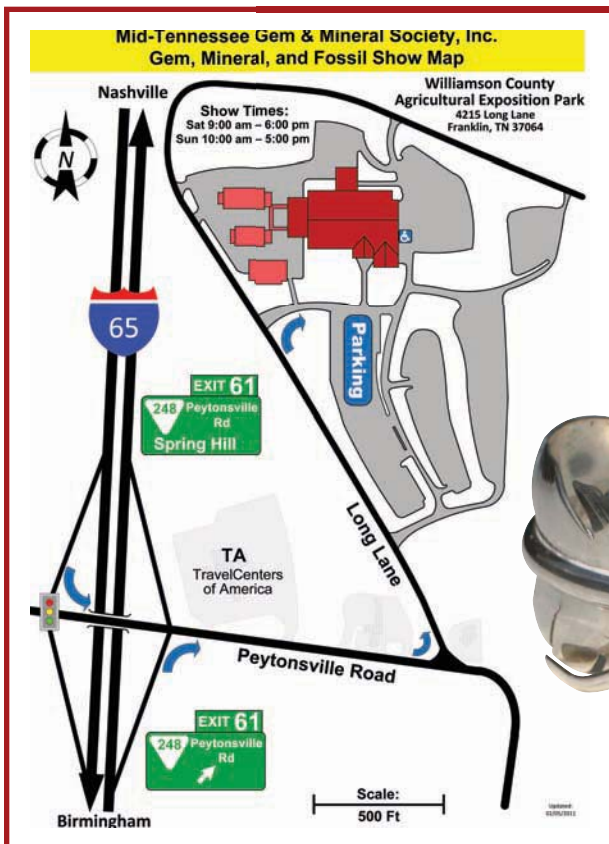 Mid-Tennessee Gem & Mineral Society, Inc.
Gem, Mineral, and Fossil Show Map
Nashville
Show Times:
Sat 9:00 am – 6:00 pm
Sun 10:00 am – 5:00 pm
Williamson County
Agricultural Exposition Park
4215 Long Lane
Franklin, TN 37064
N
65
Parking
EXIT 61
248 Peytonsville
Rd
Spring Hill
Long Lane
TA
TravelCenters
of America
Peytonsville Road
EXIT 61
248 Peytonsville
Rd
Scale:
500 Ft
Birmingham
Updated: